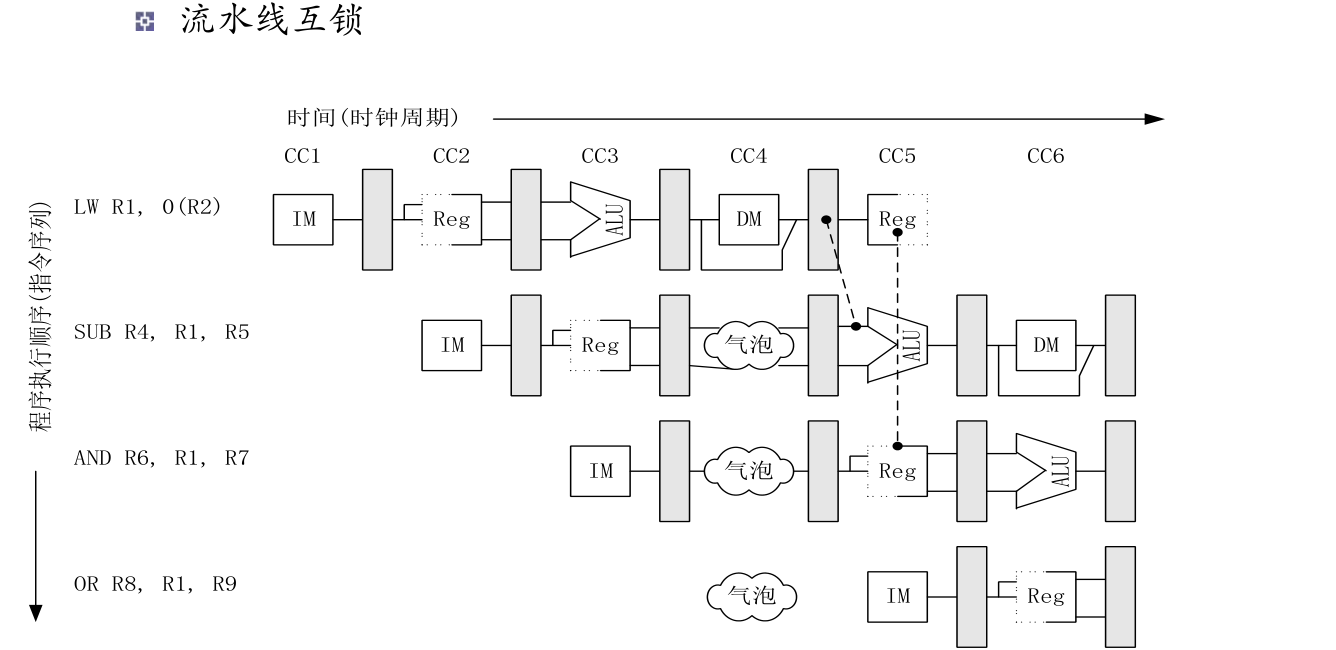 流水线互锁
时间(时钟周期)
CC1 CC2 CC3 CC4 CC5 CC6
程序执行顺序(指令序列)
LW R1, 0(R2)
IM Reg ALU DM Reg
SUB R4, R1, R5
IM Reg 气泡 ALU DM
AND R6, R1, R7
IM 气泡 Reg ALU
OR R8, R1, R9
气泡 IM Reg